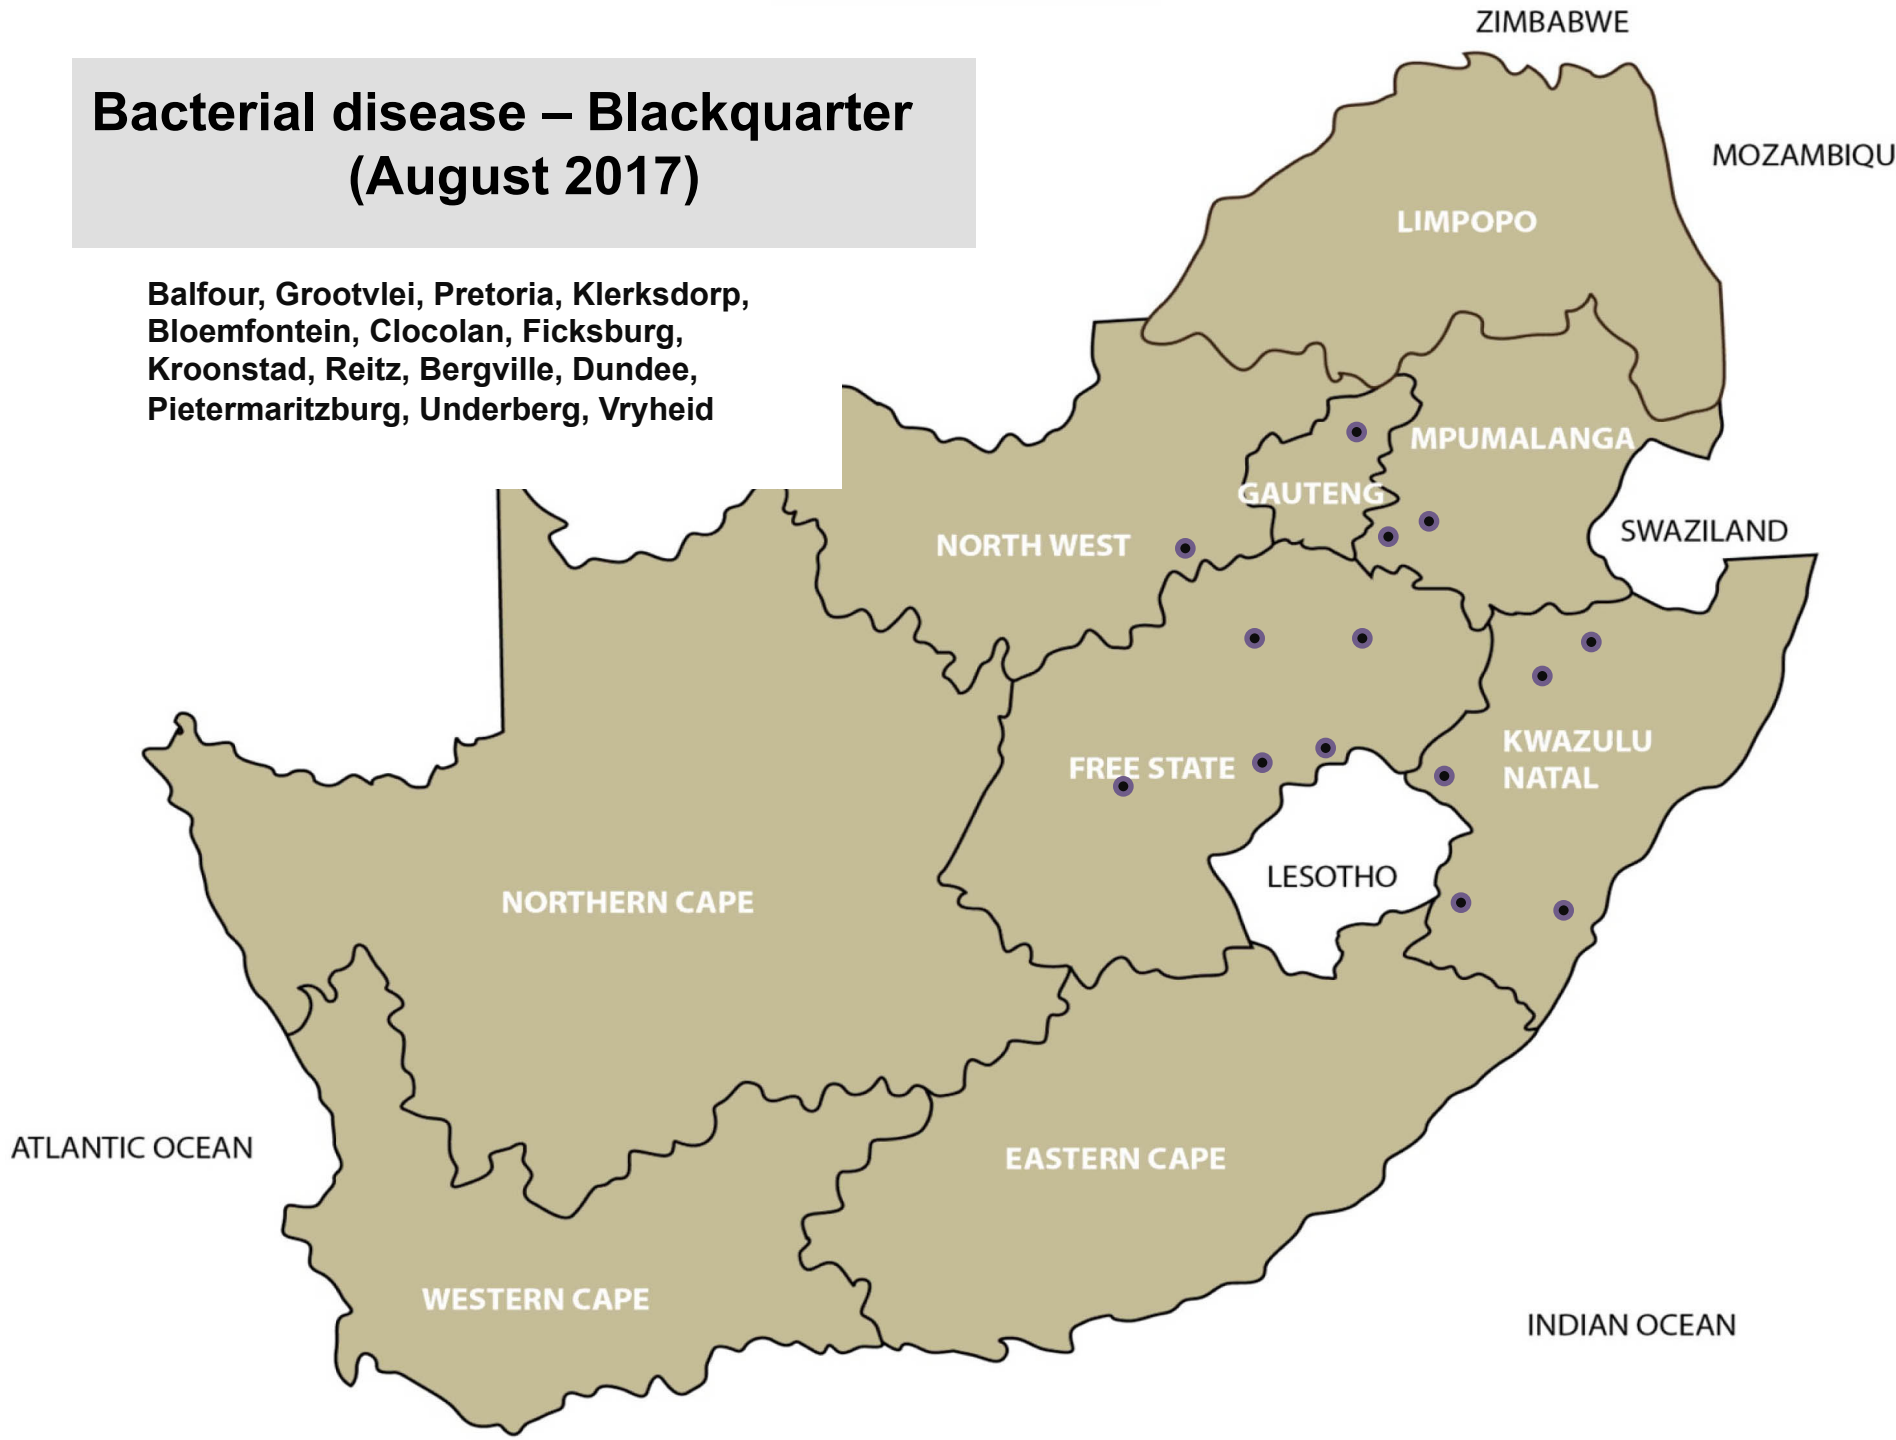 Bacterial disease – Blackquarter
(August 2017)
Balfour, Grootvlei, Pretoria, Klerksdorp,
Bloemfontein, Clocolan, Ficksburg,
Kroonstad, Reitz, Bergville, Dundee,
Pietermaritzburg, Underberg, Vryheid
ZIMBABWE
MOZAMBIQU
LIMPOPO
MPUMALANGA
GAUTENG
SWAZILAND
NORTH WEST
KWAZULU
NATAL
FREE STATE
LESOTHO
NORTHERN CAPE
ATLANTIC OCEAN
EASTERN CAPE
WESTERN CAPE
INDIAN OCEAN